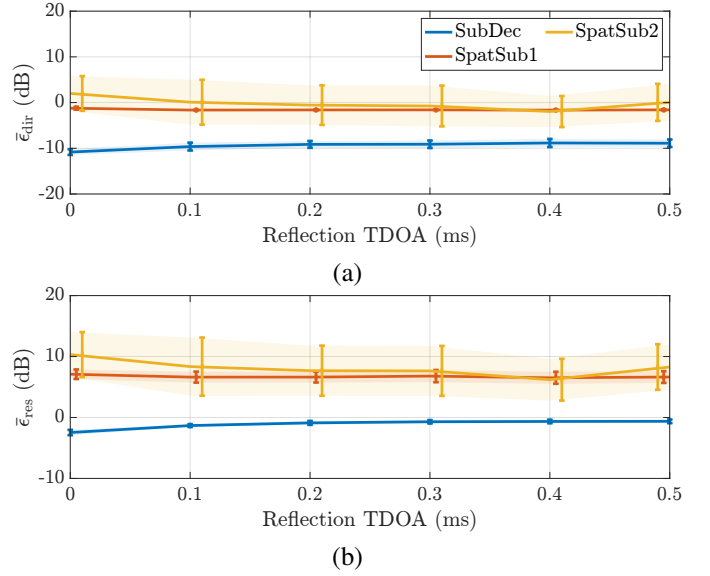 20
10
0
-10
-20
ε̄dir (dB)
SubDec
SpatSub1
SpatSub2
0
0.1
0.2
0.3
0.4
0.5
Reflection TDOA (ms)
(a)
20
10
0
-10
ε̄res (dB)
0
0.1
0.2
0.3
0.4
0.5
Reflection TDOA (ms)
(b)